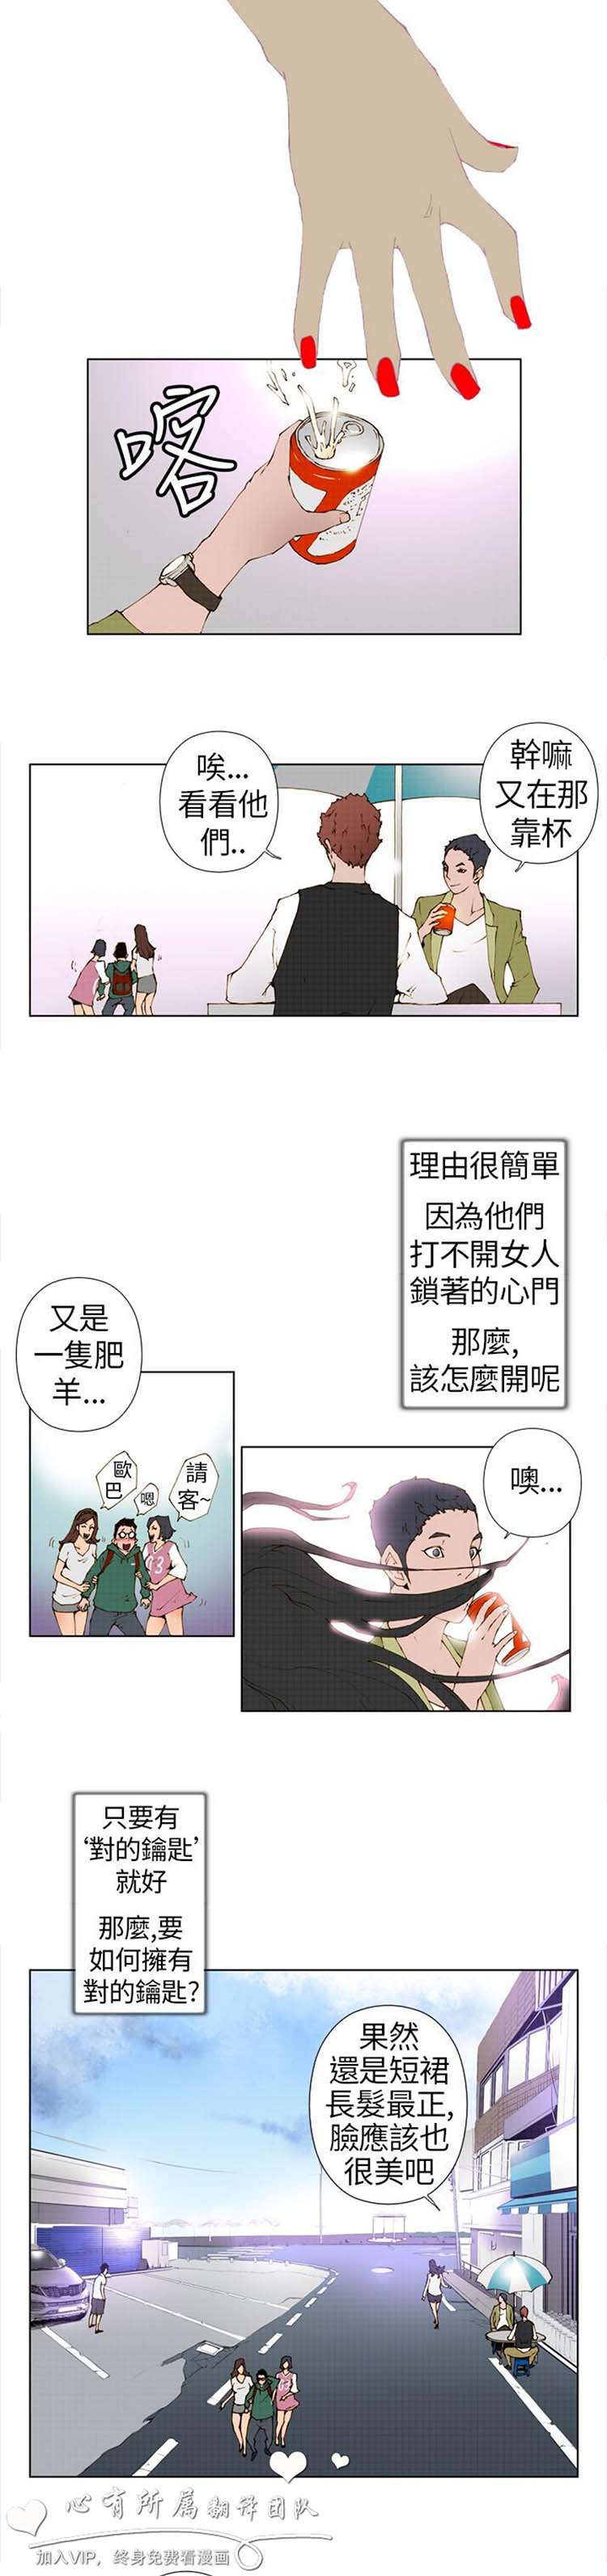 喀
唉...
看看他
們..
幹嘛
又在那
靠杯
理由很簡單
因為他們
打不開女人
鎖著的心門
那麼,
該怎麼開呢
又是
一隻肥
羊...
歐
巴
嗯
請
客~
噢...
只要有
‘對的鑰匙’
就好
那麼,要
如何擁有
對的鑰匙?
果然
還是短裙
長髮最正,
臉應該也
很美吧
心有所属翻译团队
加入VIP，终身免费看漫画